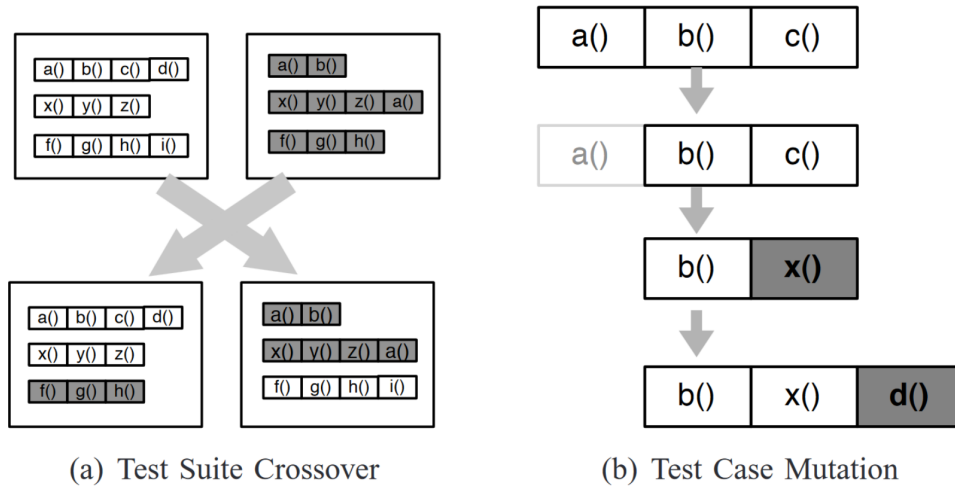 a() b() c() d()
x() y() z()
f() g() h() i()
a() b()
x() y() z() a()
f() g() h()
a() b() c() d()
x() y() z()
f() g() h()
a() b()
x() y() z() a()
f() g() h() i()
(a) Test Suite Crossover
a() b() c()
a() b() c()
b() x()
b() x() d()
(b) Test Case Mutation